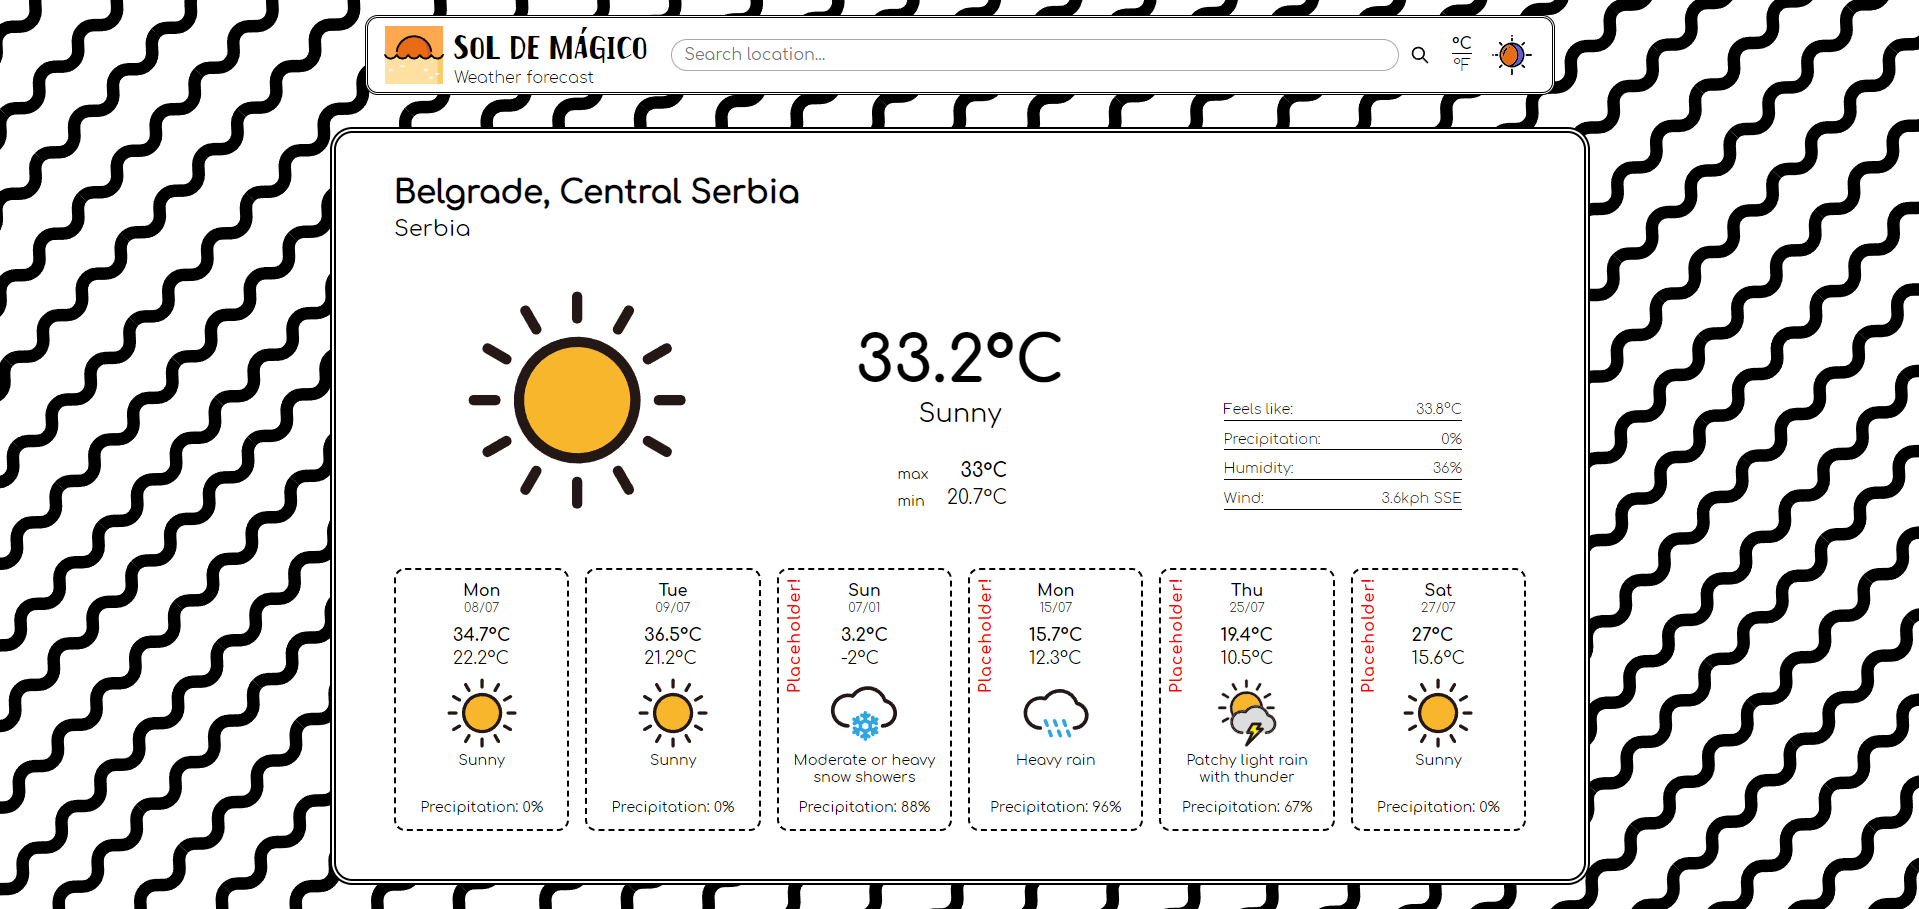 SOL DE MÁGICO
Weather forecast
Search location...
°C
°F
Belgrade, Central Serbia
Serbia
33.2°C
Sunny
max 33°C
min 20.7°C
Feels like: 33.8°C
Precipitation: 0%
Humidity: 36%
Wind: 3.6kph SSE
Mon
08/07
34.7°C
22.2°C
Sunny
Precipitation: 0%
Tue
09/07
36.5°C
21.2°C
Sunny
Precipitation: 0%
Placeholder!
Sun
07/01
3.2°C
-2°C
Moderate or heavy
snow showers
Precipitation: 88%
Placeholder!
Mon
15/07
15.7°C
12.3°C
Heavy rain
Precipitation: 96%
Placeholder!
Thu
25/07
19.4°C
10.5°C
Patchy light rain
with thunder
Precipitation: 67%
Placeholder!
Sat
27/07
27°C
15.6°C
Sunny
Precipitation: 0%